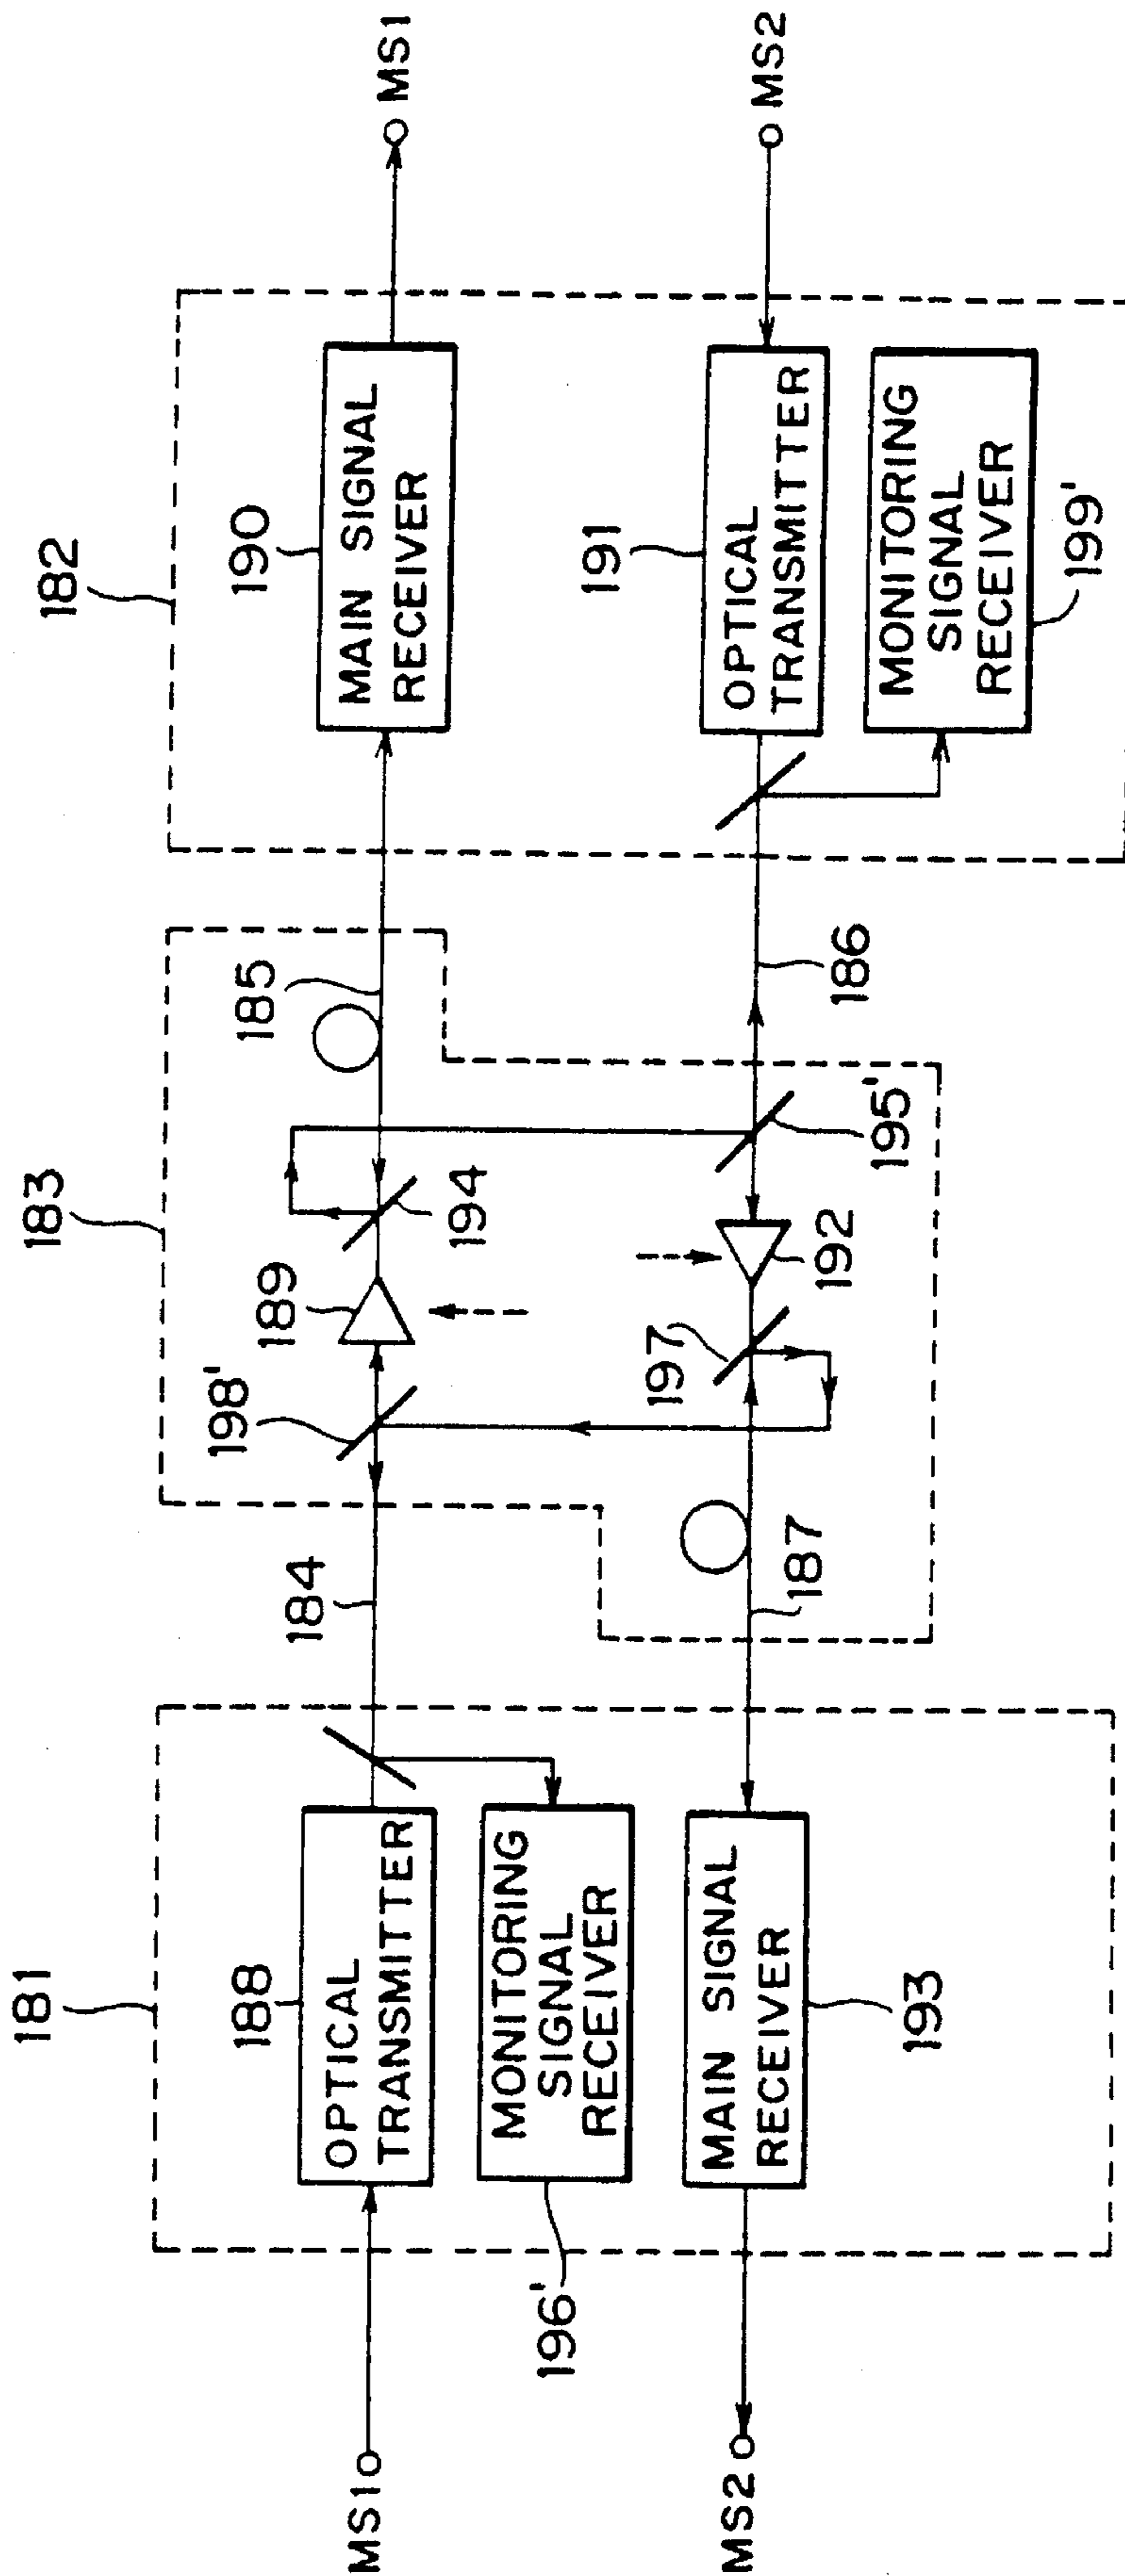 181
182
183
MS1
188
OPTICAL
TRANSMITTER
184
198'
189
194
185
190
MAIN SIGNAL
RECEIVER
MS1
MONITORING
SIGNAL
RECEIVER
196'
MS2
MAIN SIGNAL
RECEIVER
193
187
197
192
195'
186
191
OPTICAL
TRANSMITTER
MS2
MONITORING
SIGNAL
RECEIVER
199'